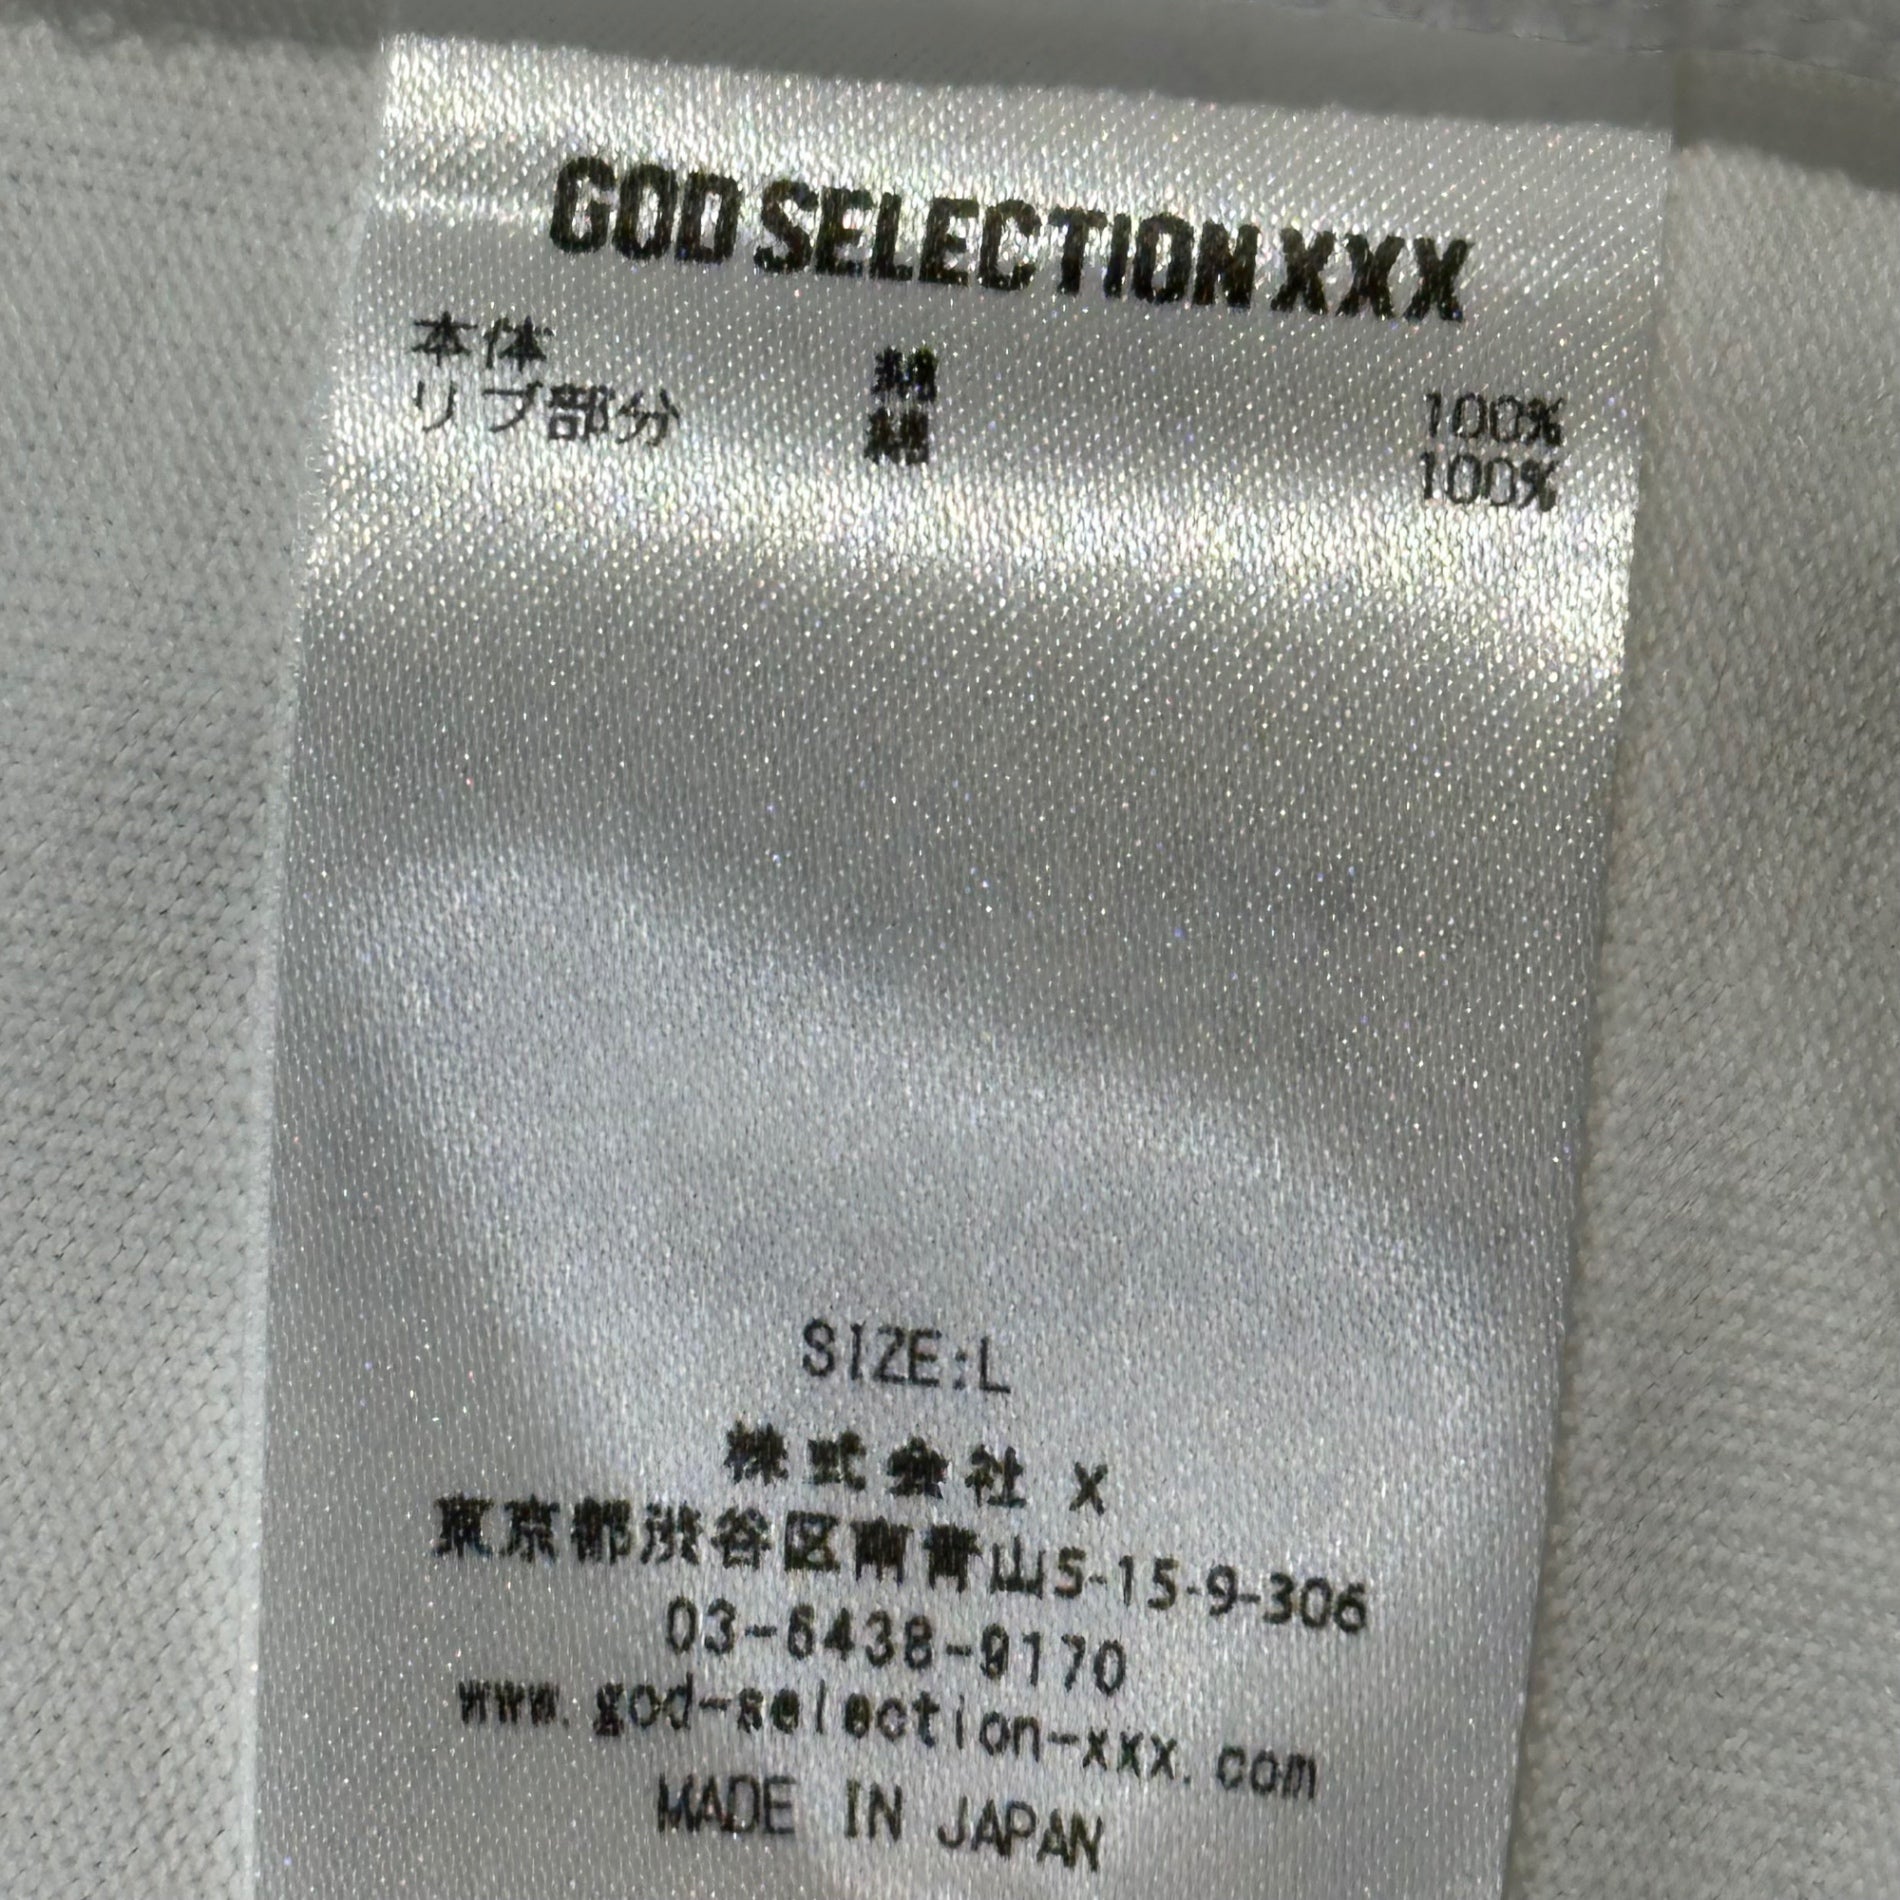 GOD SELECTION XXX
本体 綿 100%
リブ部分 綿 100%
SIZE:L
株式会社 X
東京都渋谷区南青山5-15-9-306
03-6438-9170
www.god-selection-xxx.com
MADE IN JAPAN